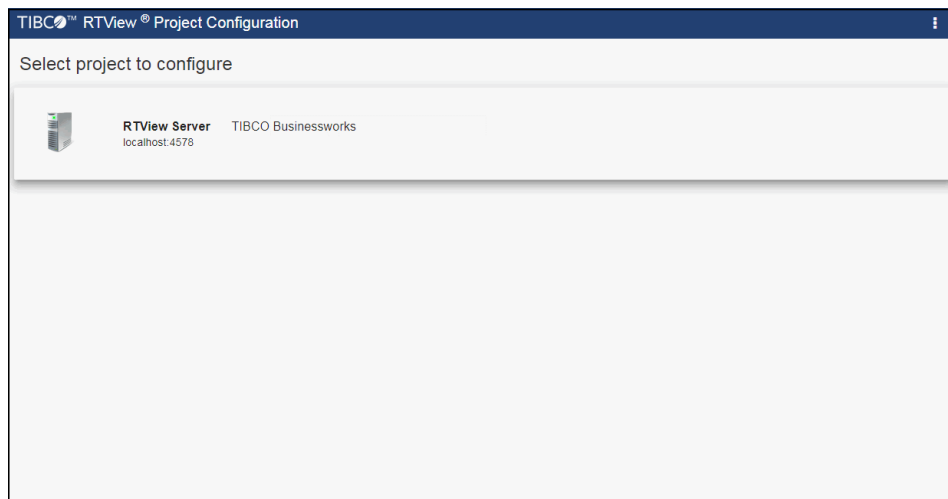 TIBCO™ RTView ® Project Configuration
Select project to configure
RTView Server TIBCO Businessworks
localhost:4578